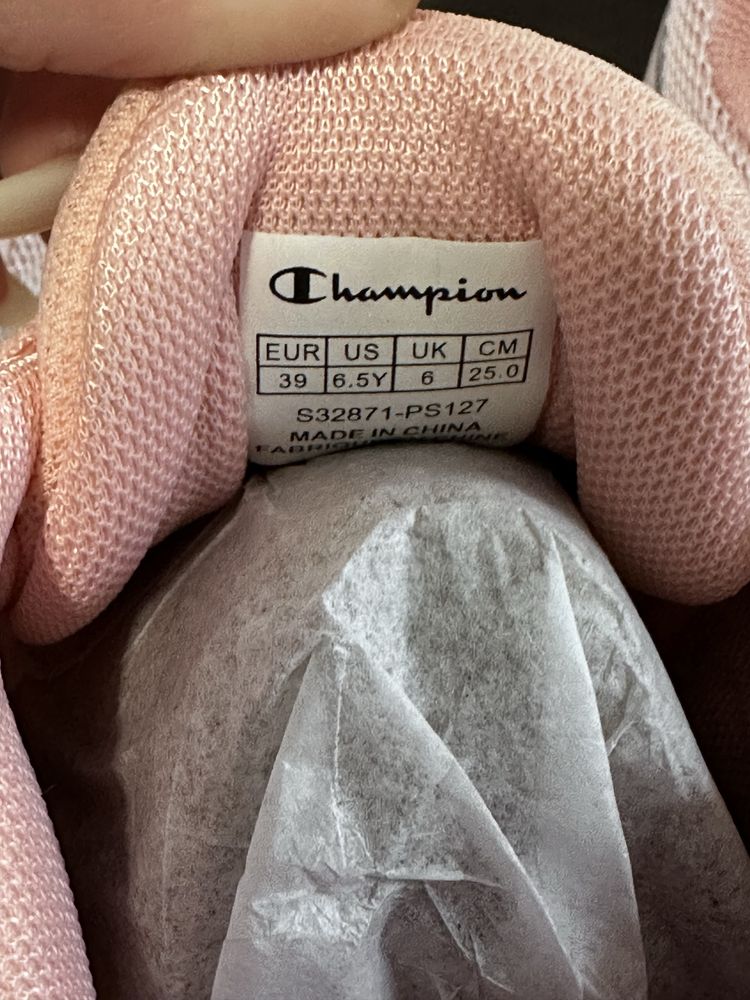 Champion
EUR US UK CM
39 6.5Y 6 25.0
S32871-PS127
MADE IN CHINA